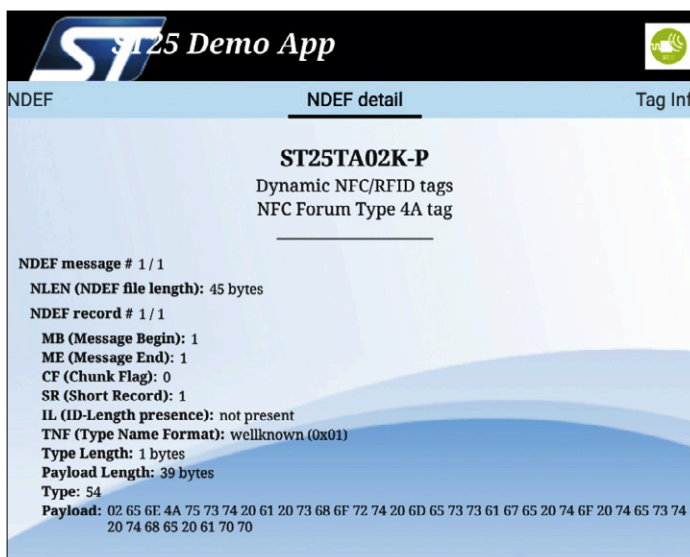 ST25 Demo App
NDEF
NDEF detail
Tag Inf
ST25TA02K-P
Dynamic NFC/RFID tags
NFC Forum Type 4A tag
NDEF message # 1 / 1
NLEN (NDEF file length): 45 bytes
NDEF record # 1 / 1
MB (Message Begin): 1
ME (Message End): 1
CF (Chunk Flag): 0
SR (Short Record): 1
IL (ID-Length presence): not present
TNF (Type Name Format): wellknown (0x01)
Type Length: 1 bytes
Payload Length: 39 bytes
Type: 54
Payload: 02 65 6E 4A 75 73 74 20 61 20 73 68 6F 72 74 20 6D 65 73 73 61 67 65 20 74 6F 20 74 65 73 74
20 74 68 65 20 61 70 70